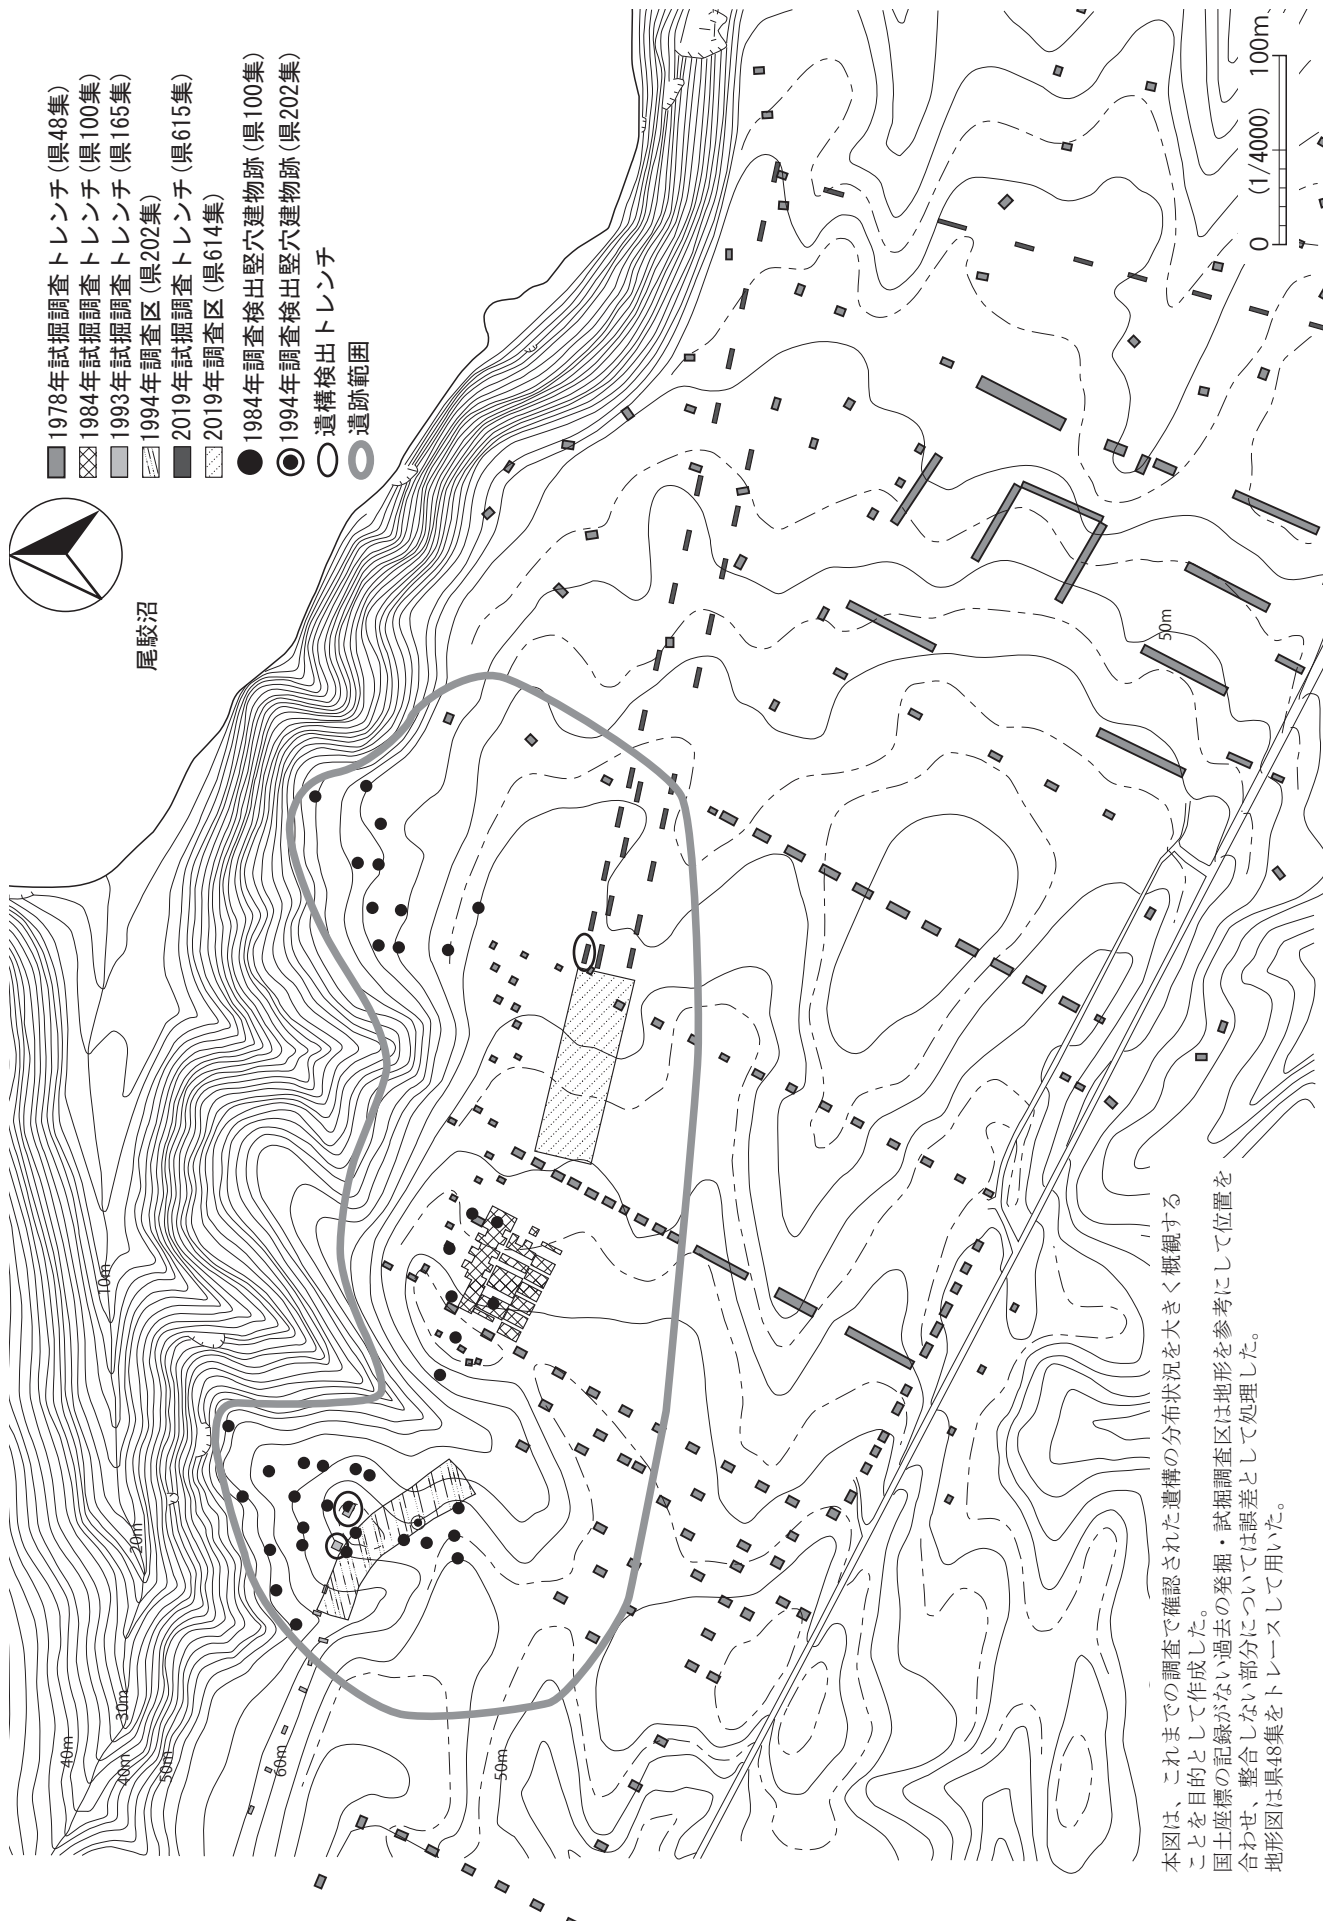 1978年試掘調査トレンチ(県48集)
1984年試掘調査トレンチ(県100集)
1993年試掘調査トレンチ(県165集)
1994年調査区(県202集)
2019年試掘調査トレンチ(県615集)
2019年調査区(県614集)
1984年調査検出竪穴建物跡(県100集)
1994年調査検出竪穴建物跡(県202集)
遺構検出トレンチ
遺跡範囲
尾駮沼
0 (1/4000) 100m
50m
10m
20m
30m
40m
40m
50m
60m
50m
本図は、これまでの調査で確認された遺構の分布状況を大きく概観する
ことを目的として作成した。
国土座標の記録がない過去の発掘・試掘調査区は地形を参考にして位置を
合わせ、整合しない部分については誤差として処理した。
地形図は県48集をトレースして用いた。